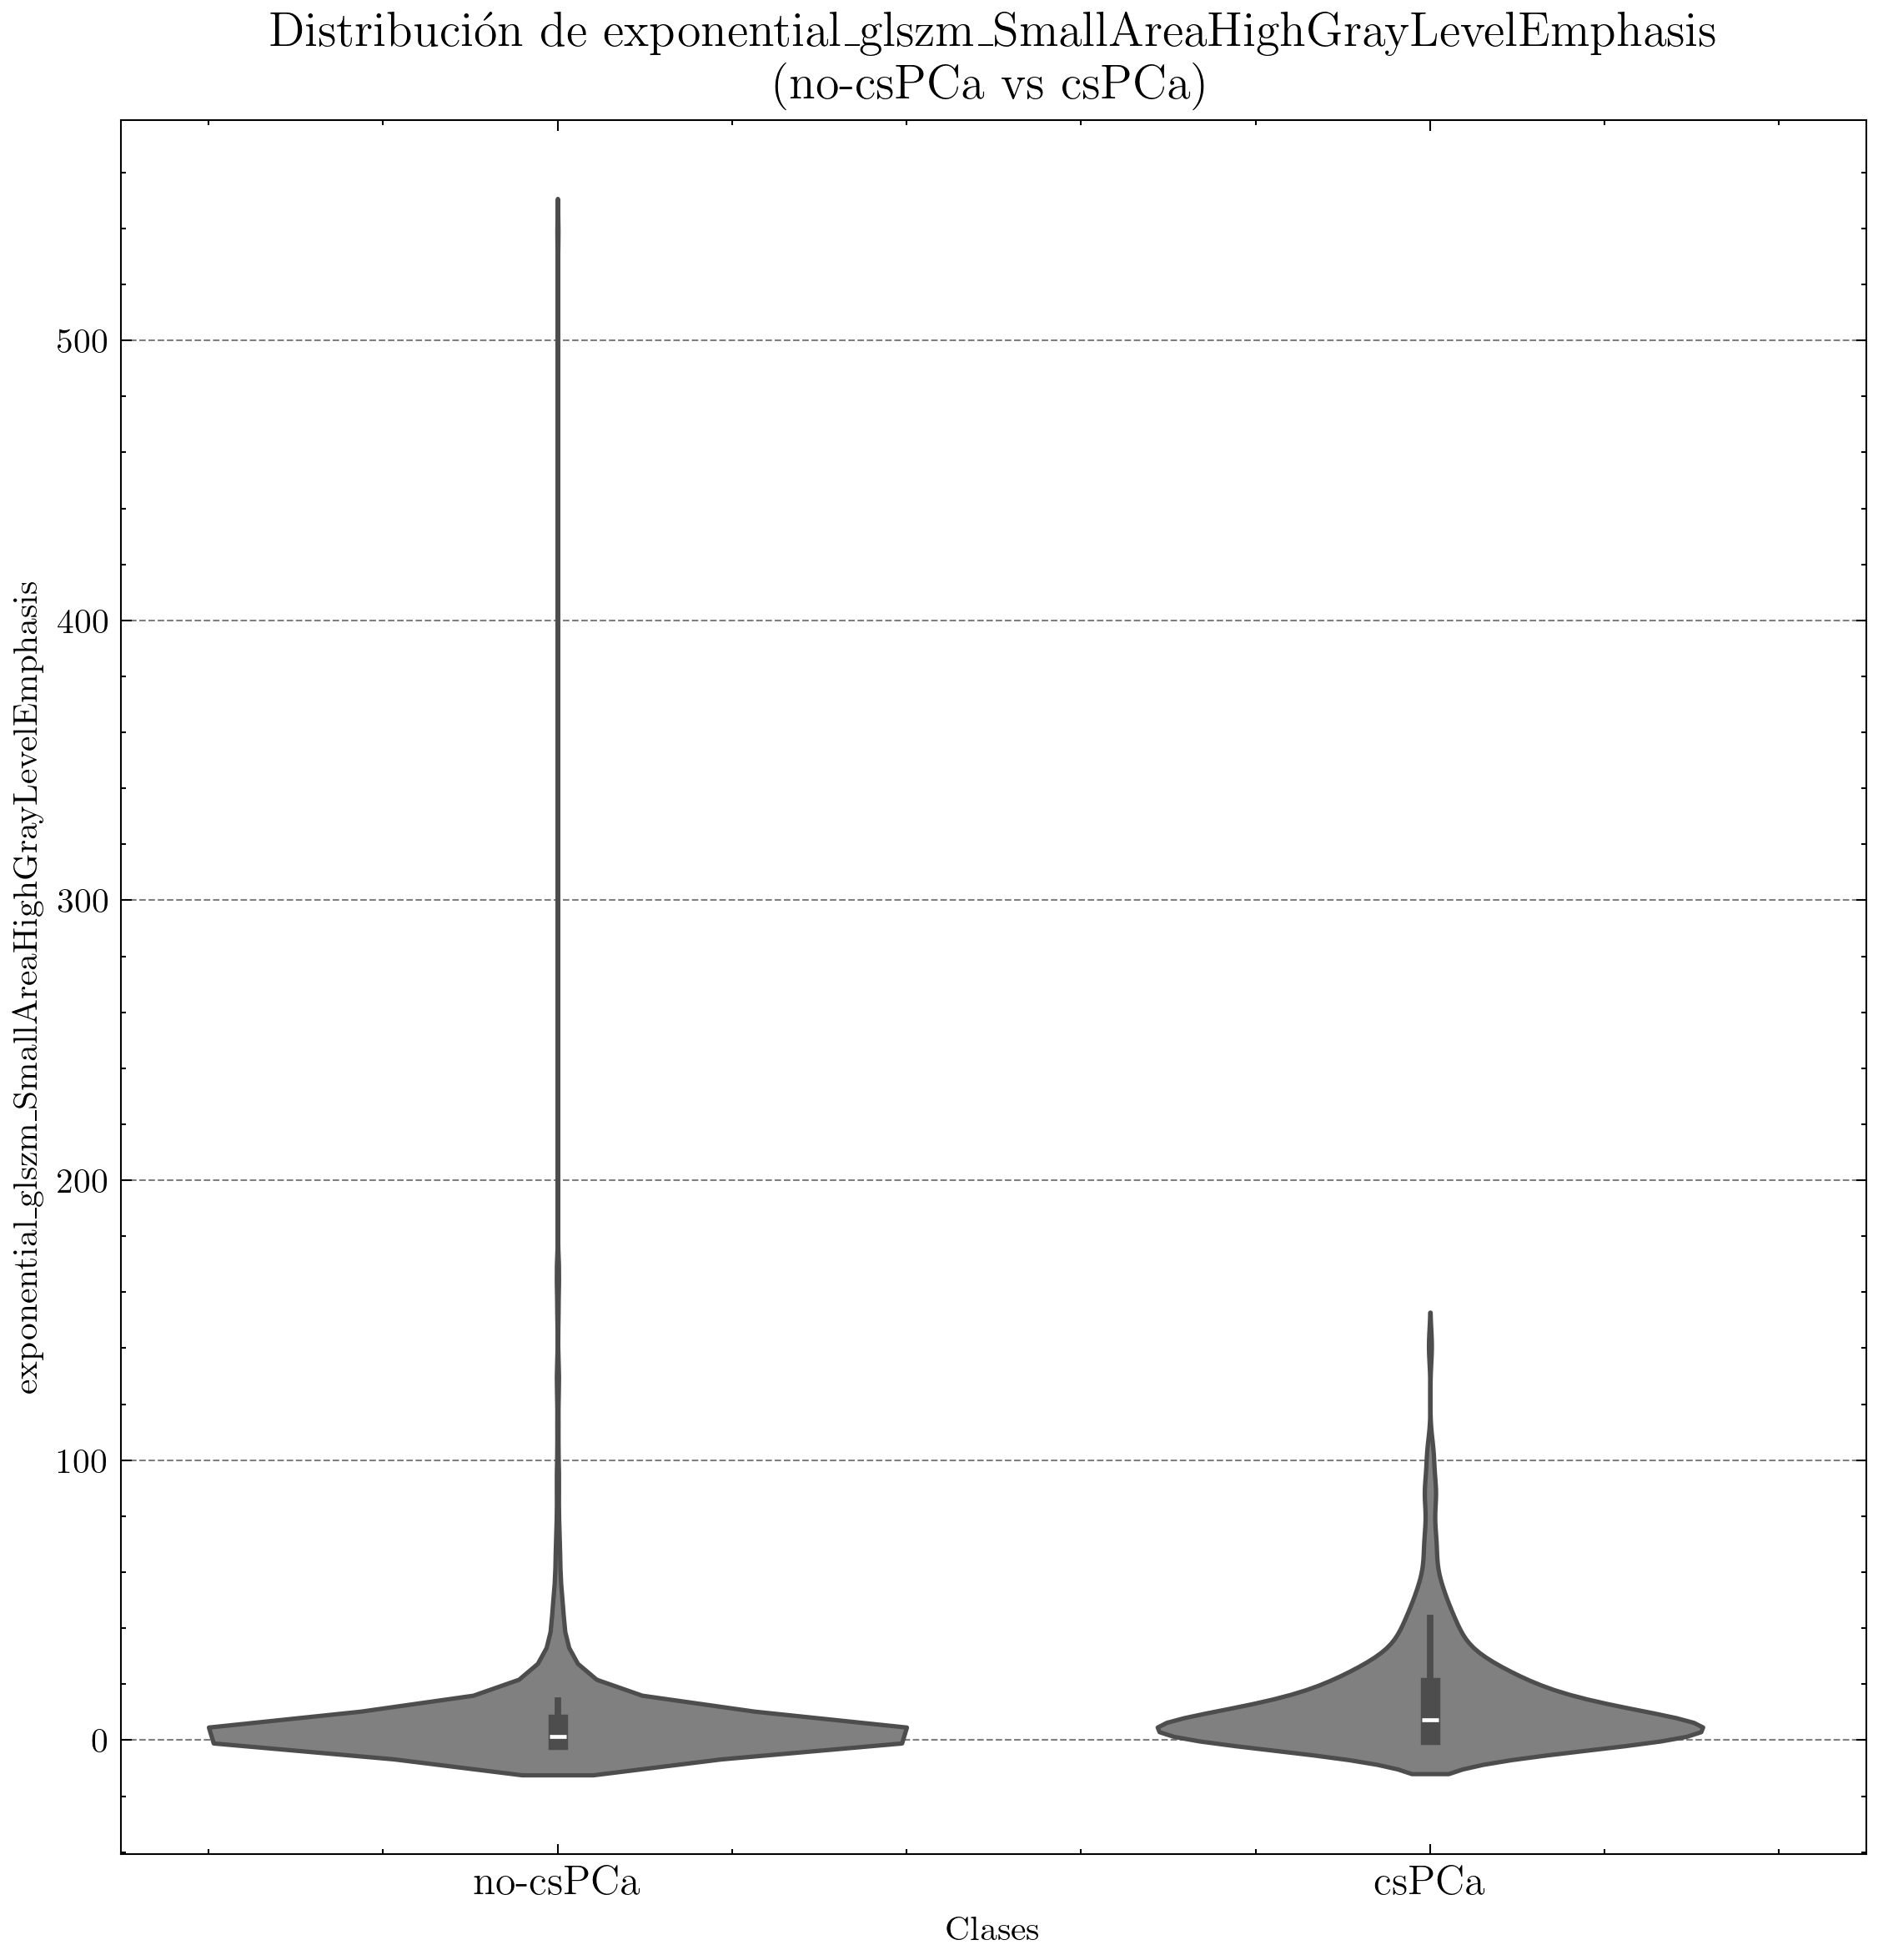 Distribución de exponential_glszm_SmallAreaHighGrayLevelEmphasis
(no-csPCa vs csPCa)
exponential_glszm_SmallAreaHighGrayLevelEmphasis
500
400
300
200
100
0
no-csPCa
csPCa
Clases